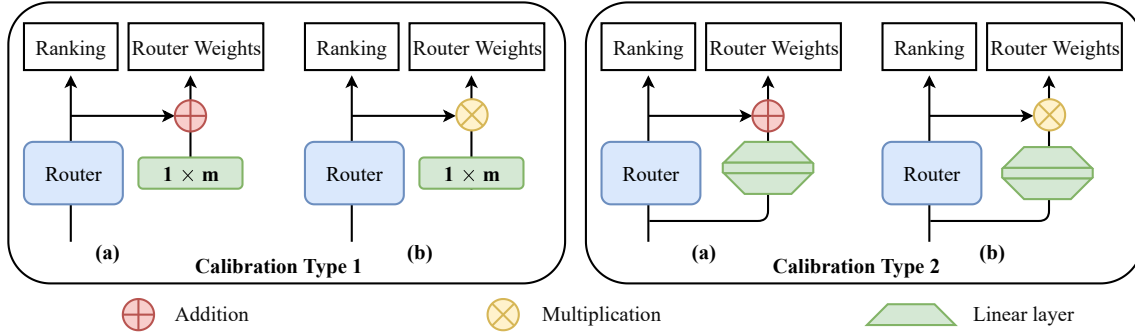 Ranking Router Weights Ranking Router Weights Ranking Router Weights Ranking Router Weights
Router 1 × m Router 1 × m Router Router
(a) (b) (a) (b)
Calibration Type 1 Calibration Type 2
Addition Multiplication Linear layer